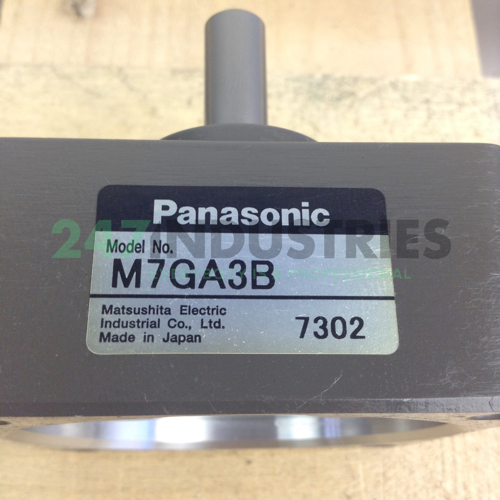 Panasonic
247INDUSTRIES
Model No.
M7GA3B
Matsushita Electric
Industrial Co., Ltd.
Made in Japan
7302